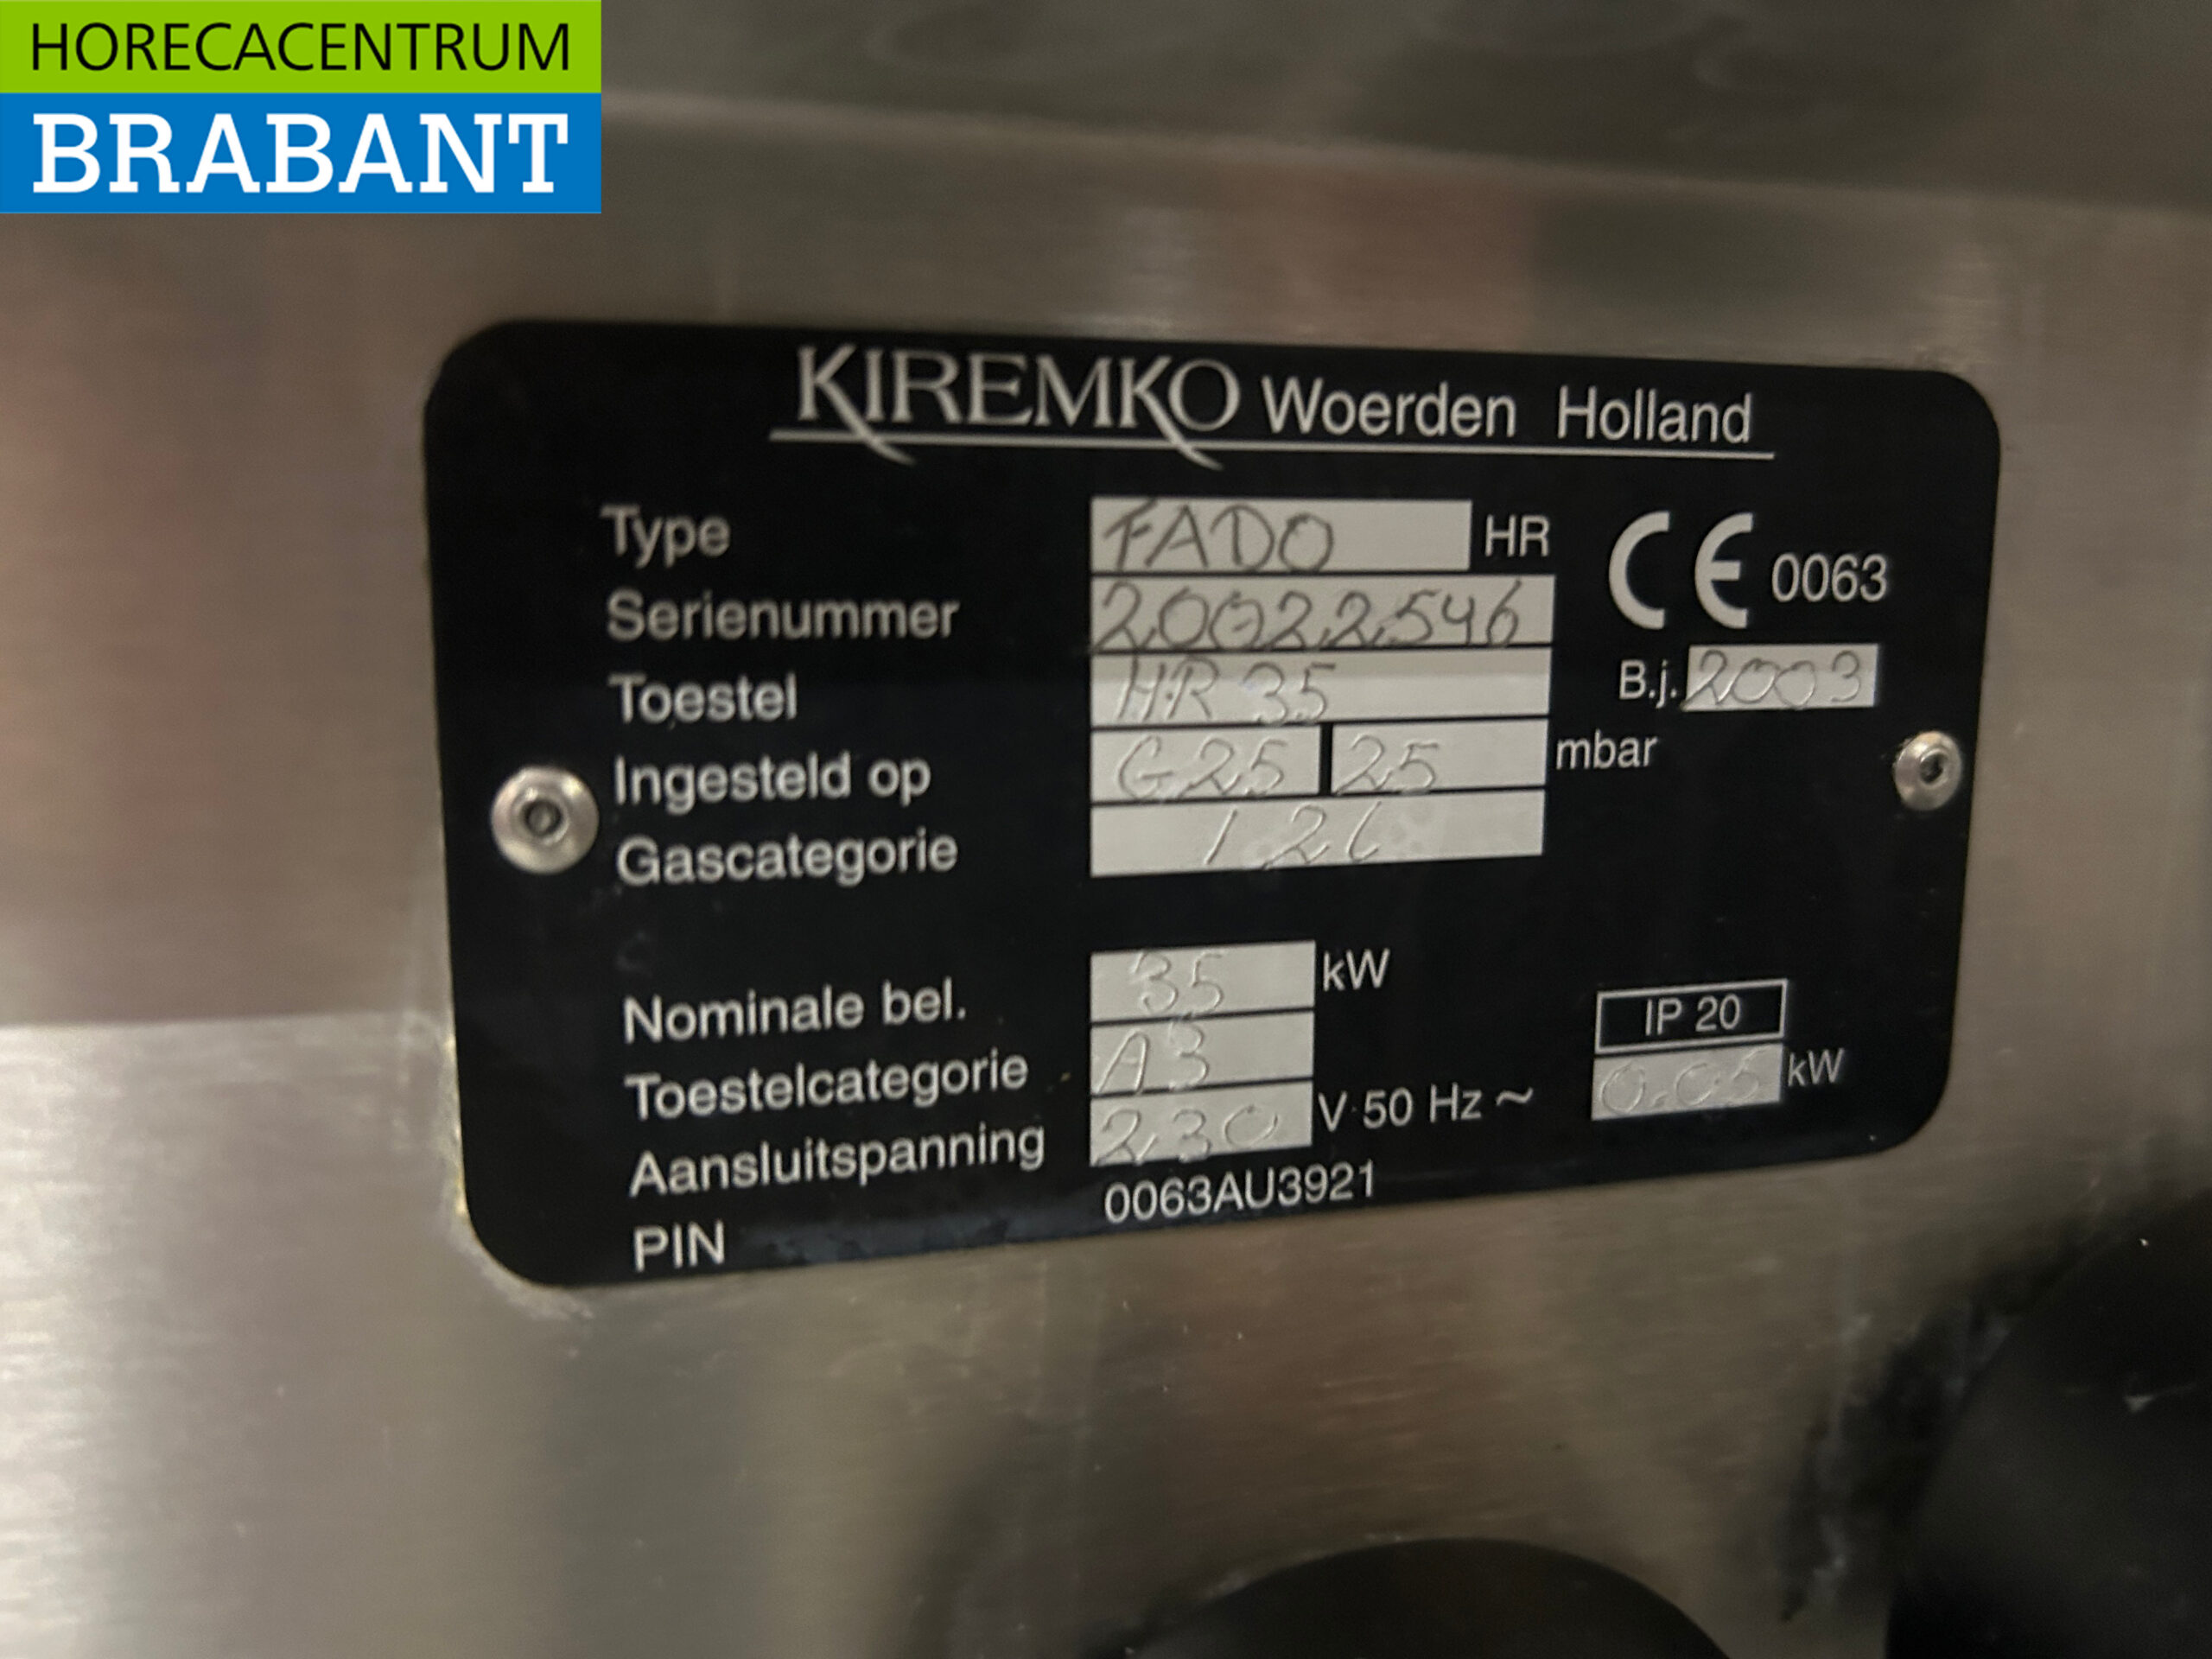 HORECACENTRUM
BRABANT
KIREMKO Woerden Holland
Type FADO HR CE 0063
Serienummer 20022546
Toestel HR 35 B.j. 2003
Ingesteld op G25 25 mbar
Gascategorie
Nominale bel. 35 kW IP 20
Toestelcategorie A3 0.05 kW
Aansluitspanning 230 V 50 Hz ~
PIN 0063AU3921